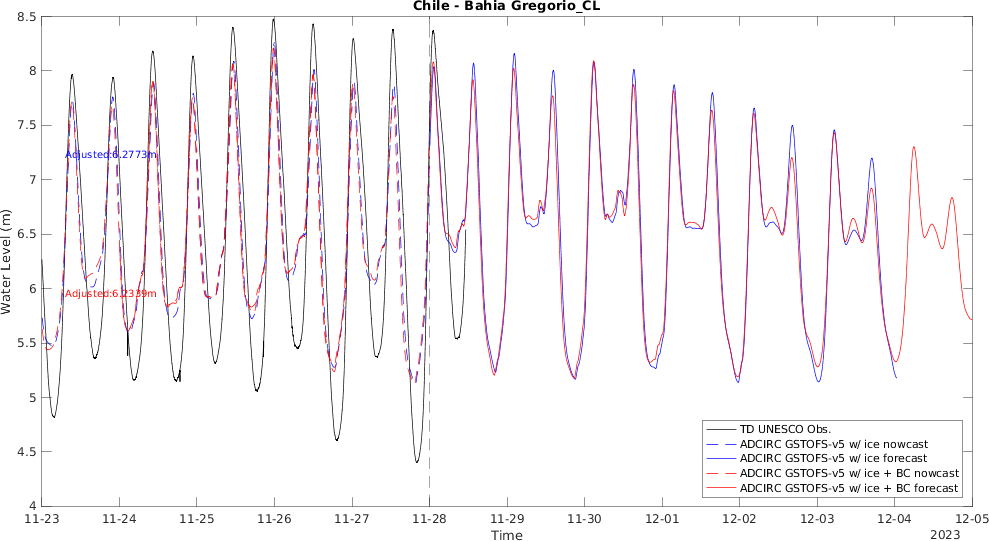 Chile - Bahia Gregorio_CL
8.5
8
7.5
7
6.5
6
5.5
5
4.5
4
Water Level (m)
Adjusted:6.2773m
Adjusted:6.2339m
TD UNESCO Obs.
ADCIRC GSTOFS-v5 w/ ice nowcast
ADCIRC GSTOFS-v5 w/ ice forecast
ADCIRC GSTOFS-v5 w/ ice + BC nowcast
ADCIRC GSTOFS-v5 w/ ice + BC forecast
11-23 11-24 11-25 11-26 11-27 11-28 11-29 11-30 12-01 12-02 12-03 12-04 12-05
Time
2023